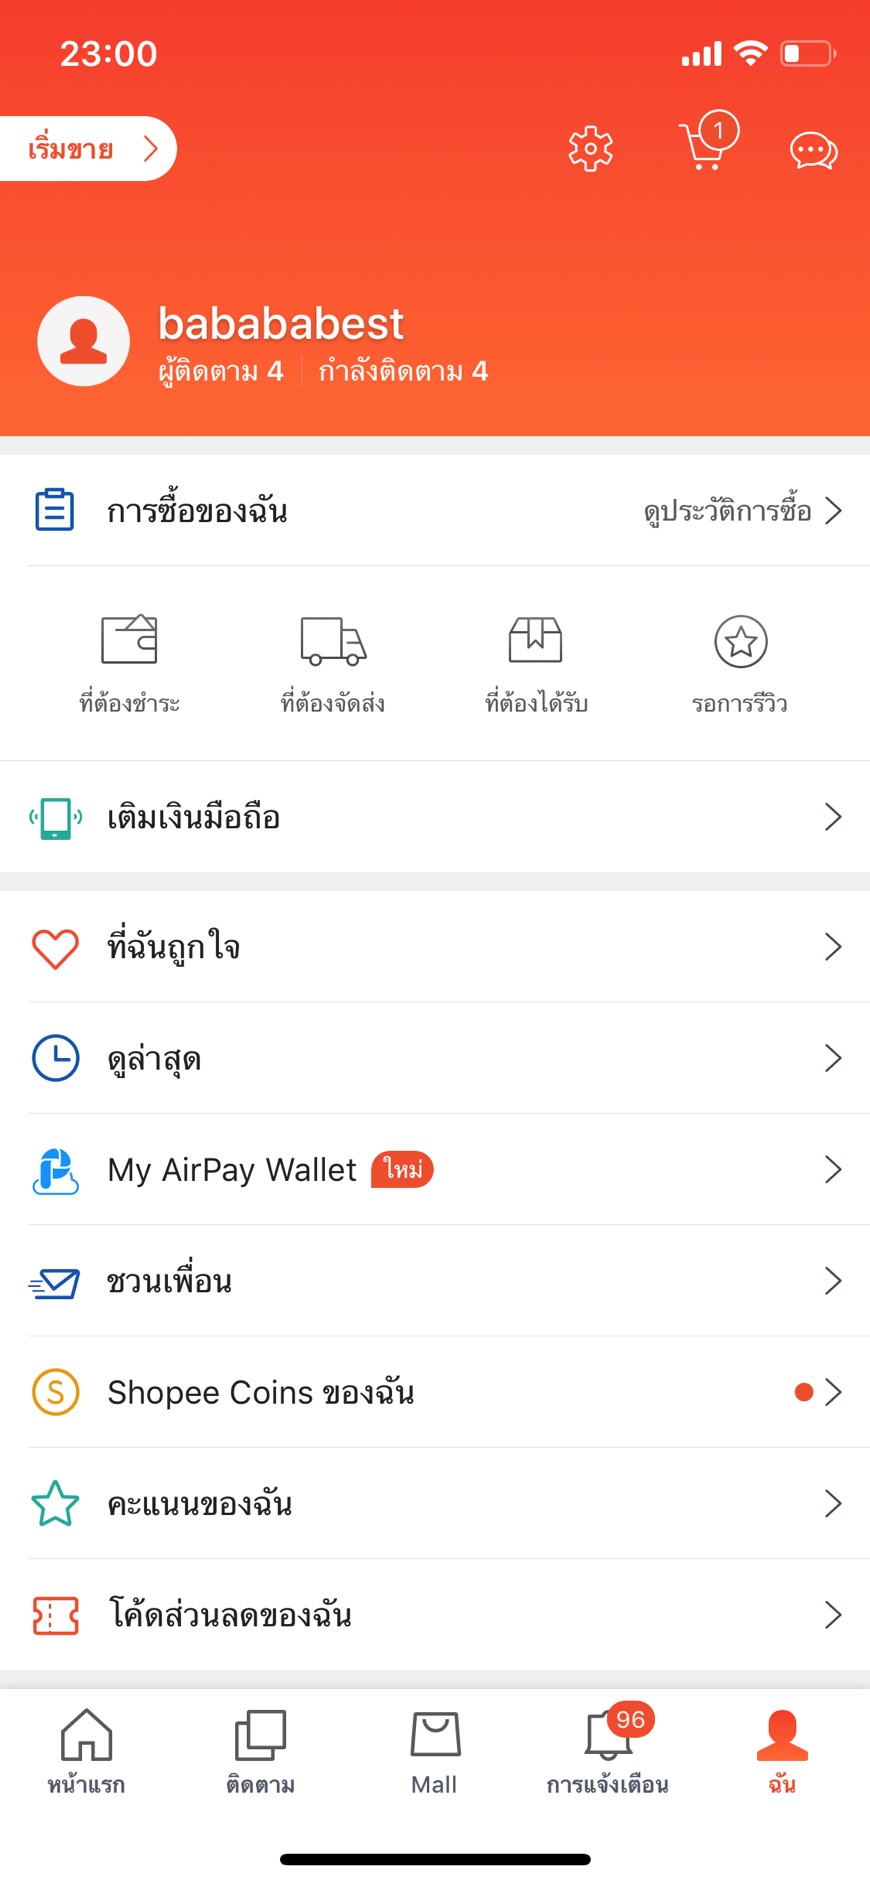 23:00
เริ่มขาย
1
babababest
ผู้ติดตาม 4 กำลังติดตาม 4
การซื้อของฉัน ดูประวัติการซื้อ
ที่ต้องชำระ ที่ต้องจัดส่ง ที่ต้องได้รับ รอการรีวิว
เติมเงินมือถือ
ที่ฉันถูกใจ
ดูล่าสุด
My AirPay Wallet ใหม่
ชวนเพื่อน
S Shopee Coins ของฉัน
คะแนนของฉัน
โค้ดส่วนลดของฉัน
96
หน้าแรก ติดตาม Mall การแจ้งเตือน ฉัน